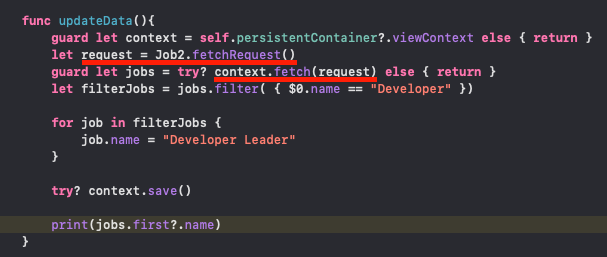 func updateData(){
guard let context = self.persistentContainer?.viewContext else { return }
let request = Job2.fetchRequest()
guard let jobs = try? context.fetch(request) else { return }
let filterJobs = jobs.filter( { $0.name == "Developer" })
for job in filterJobs {
job.name = "Developer Leader"
}
try? context.save()
print(jobs.first?.name)
}